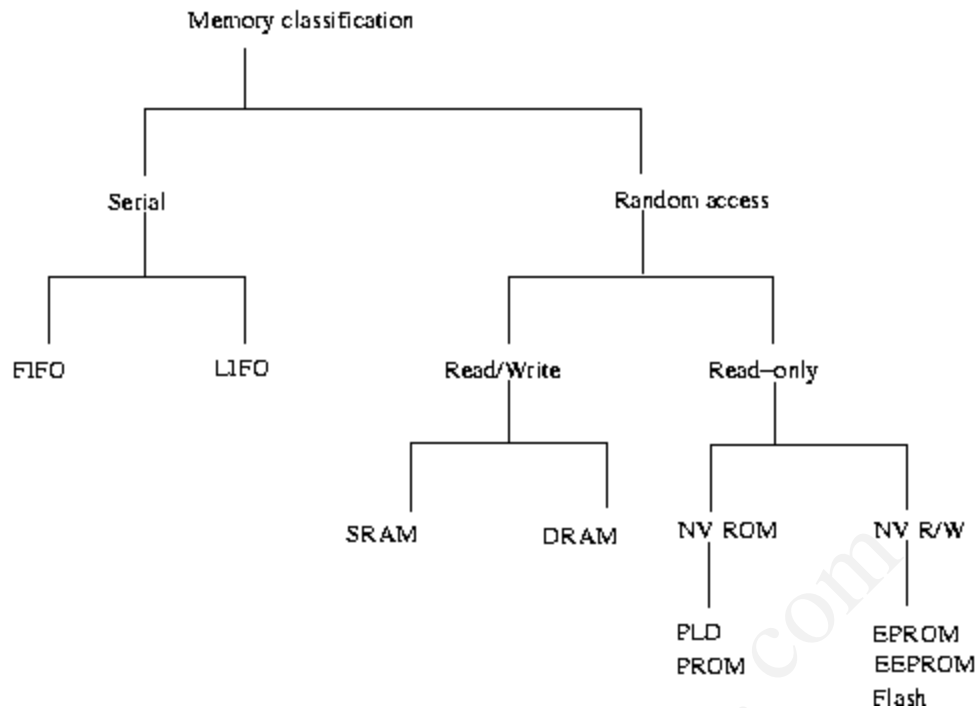 Memory classification
Serial
Random access
FIFO
LIFO
Read/Write
Read-only
SRAM
DRAM
NV ROM
NV R/W
PLD
PROM
EPROM
EEPROM
Flash
com